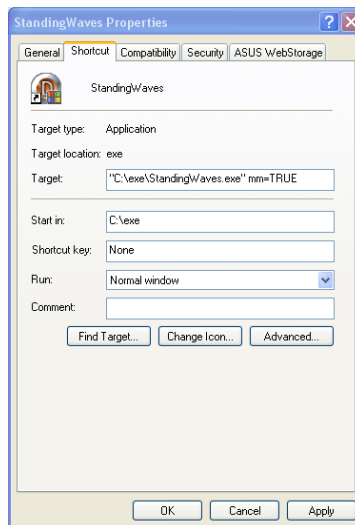 StandingWaves Properties
General Shortcut Compatibility Security ASUS WebStorage
StandingWaves
Target type: Application
Target location: exe
Target: "C:\exe\StandingWaves.exe" mm=TRUE
Start in: C:\exe
Shortcut key: None
Run: Normal window
Comment:
Find Target... Change Icon... Advanced...
OK Cancel Apply